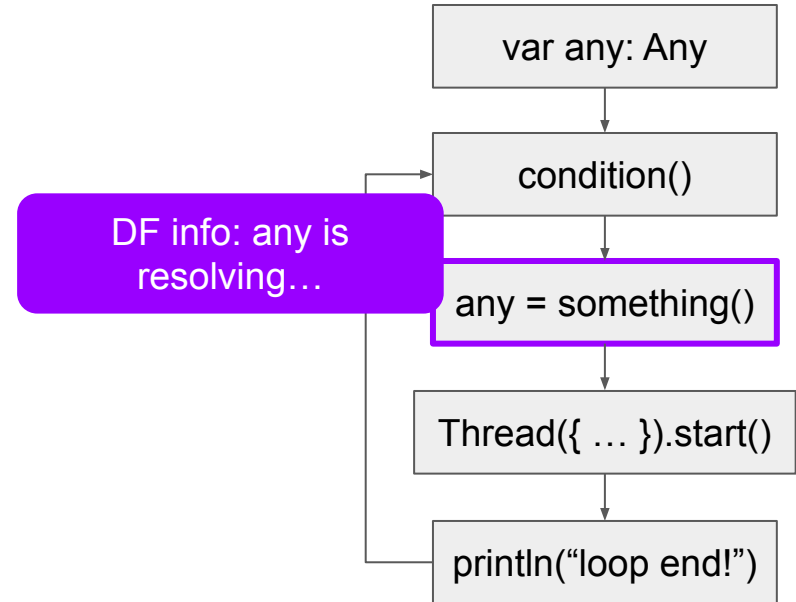 var any: Any
condition()
DF info: any is
resolving…
any = something()
Thread({ … }).start()
println(“loop end!”)